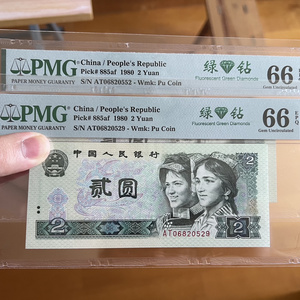 PMG
PAPER MONEY GUARANTY
China / People's Republic
Pick# 885af 1980 2 Yuan
S/N AT06820552 - Wmk: Pu Coin
绿钻
Fluorescent Green Diamonds
66
Gem Uncirculated
PMG
PAPER MONEY GUARANTY
China / People's Republic
Pick# 885af 1980 2 Yuan
S/N AT06820529 - Wmk: Pu Coin
绿钻
Fluorescent Green Diamonds
66 EPQ
Gem Uncirculated
中国人民银行
贰圆
2
2
2
AT06820529